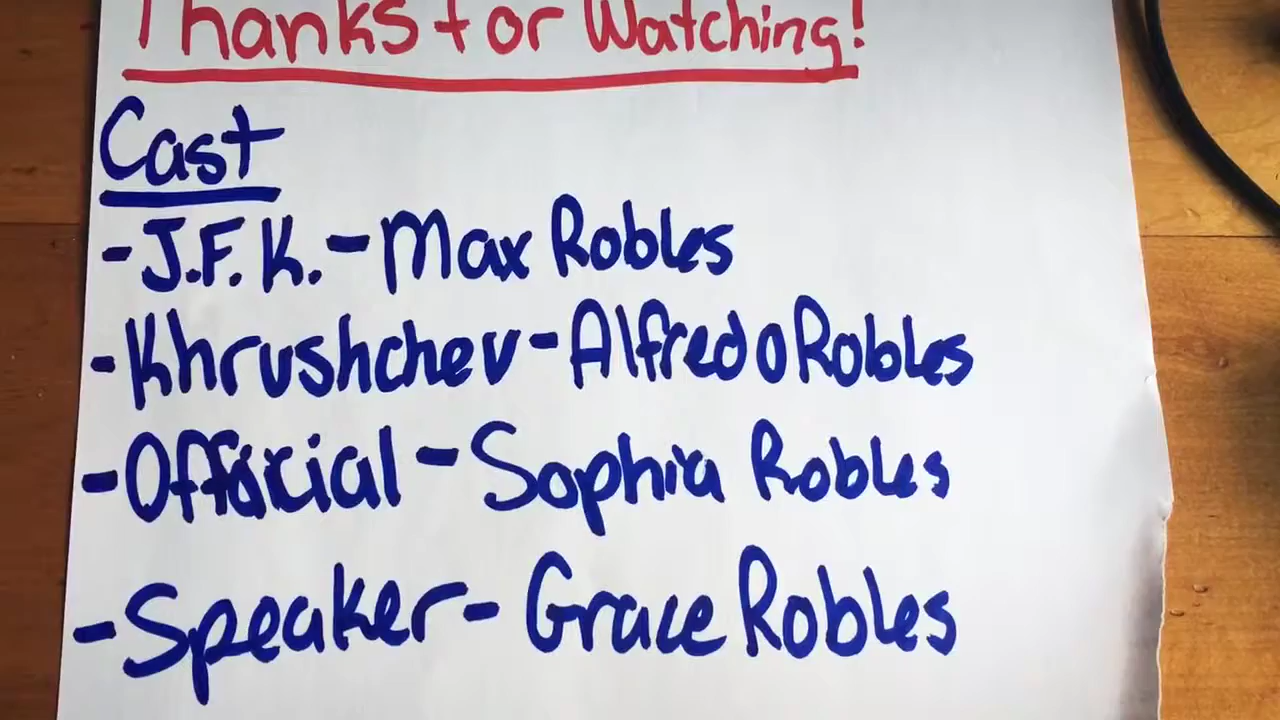 Thanks for Watching!
Cast
- J.F.K. - Max Robles
- Khrushchev - Alfredo Robles
- Official - Sophia Robles
- Speaker - Grace Robles